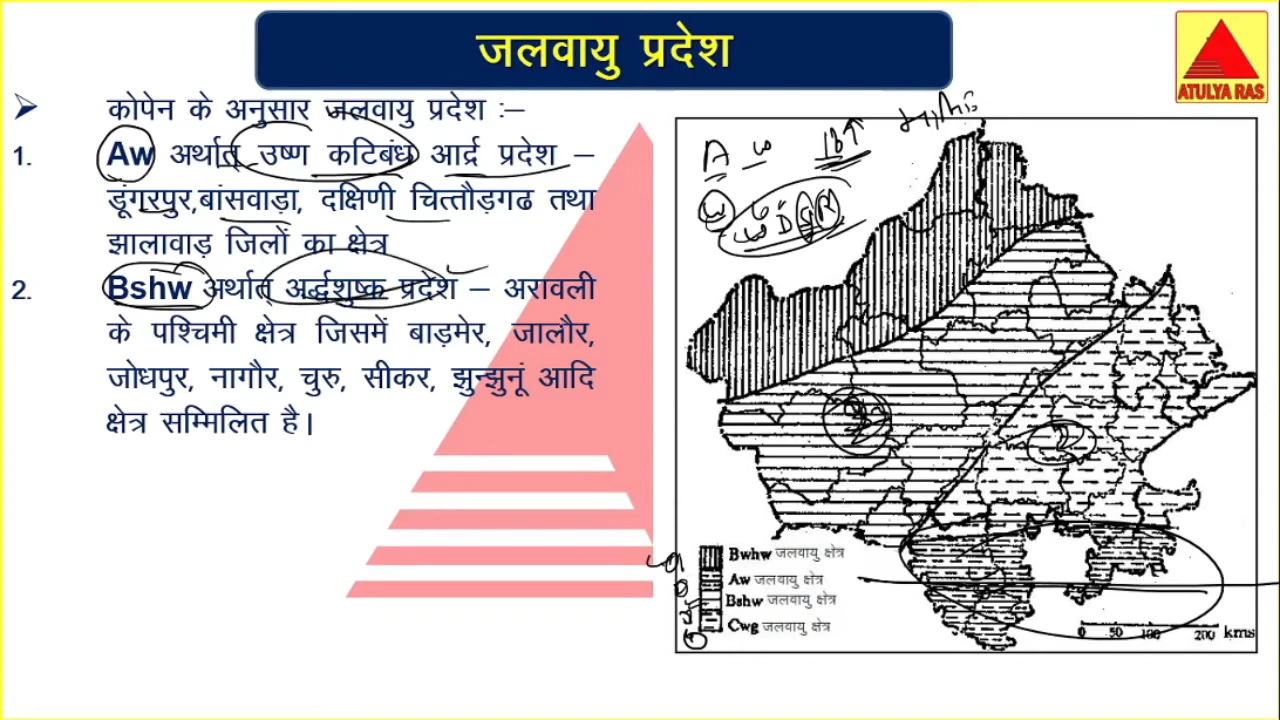 जलवायु प्रदेश
ATULYA RAS
➤ कोपेन के अनुसार जलवायु प्रदेश :–
1. Aw अर्थात उष्ण कटिबंध आर्द्र प्रदेश –
डूंगरपुर,बांसवाड़ा, दक्षिणी चित्तौड़गढ तथा
झालावाड़ जिलों का क्षेत्र
2. Bshw अर्थात अर्द्धशुष्क प्रदेश – अरावली
के पश्चिमी क्षेत्र जिसमें बाड़मेर, जालौर,
जोधपुर, नागौर, चुरु, सीकर, झुन्झुनूं आदि
क्षेत्र सम्मिलित है।
A w 18↑
Bwhw जलवायु क्षेत्र
Aw जलवायु क्षेत्र
Bshw जलवायु क्षेत्र
Cwg जलवायु क्षेत्र
0 50 100 200 kms